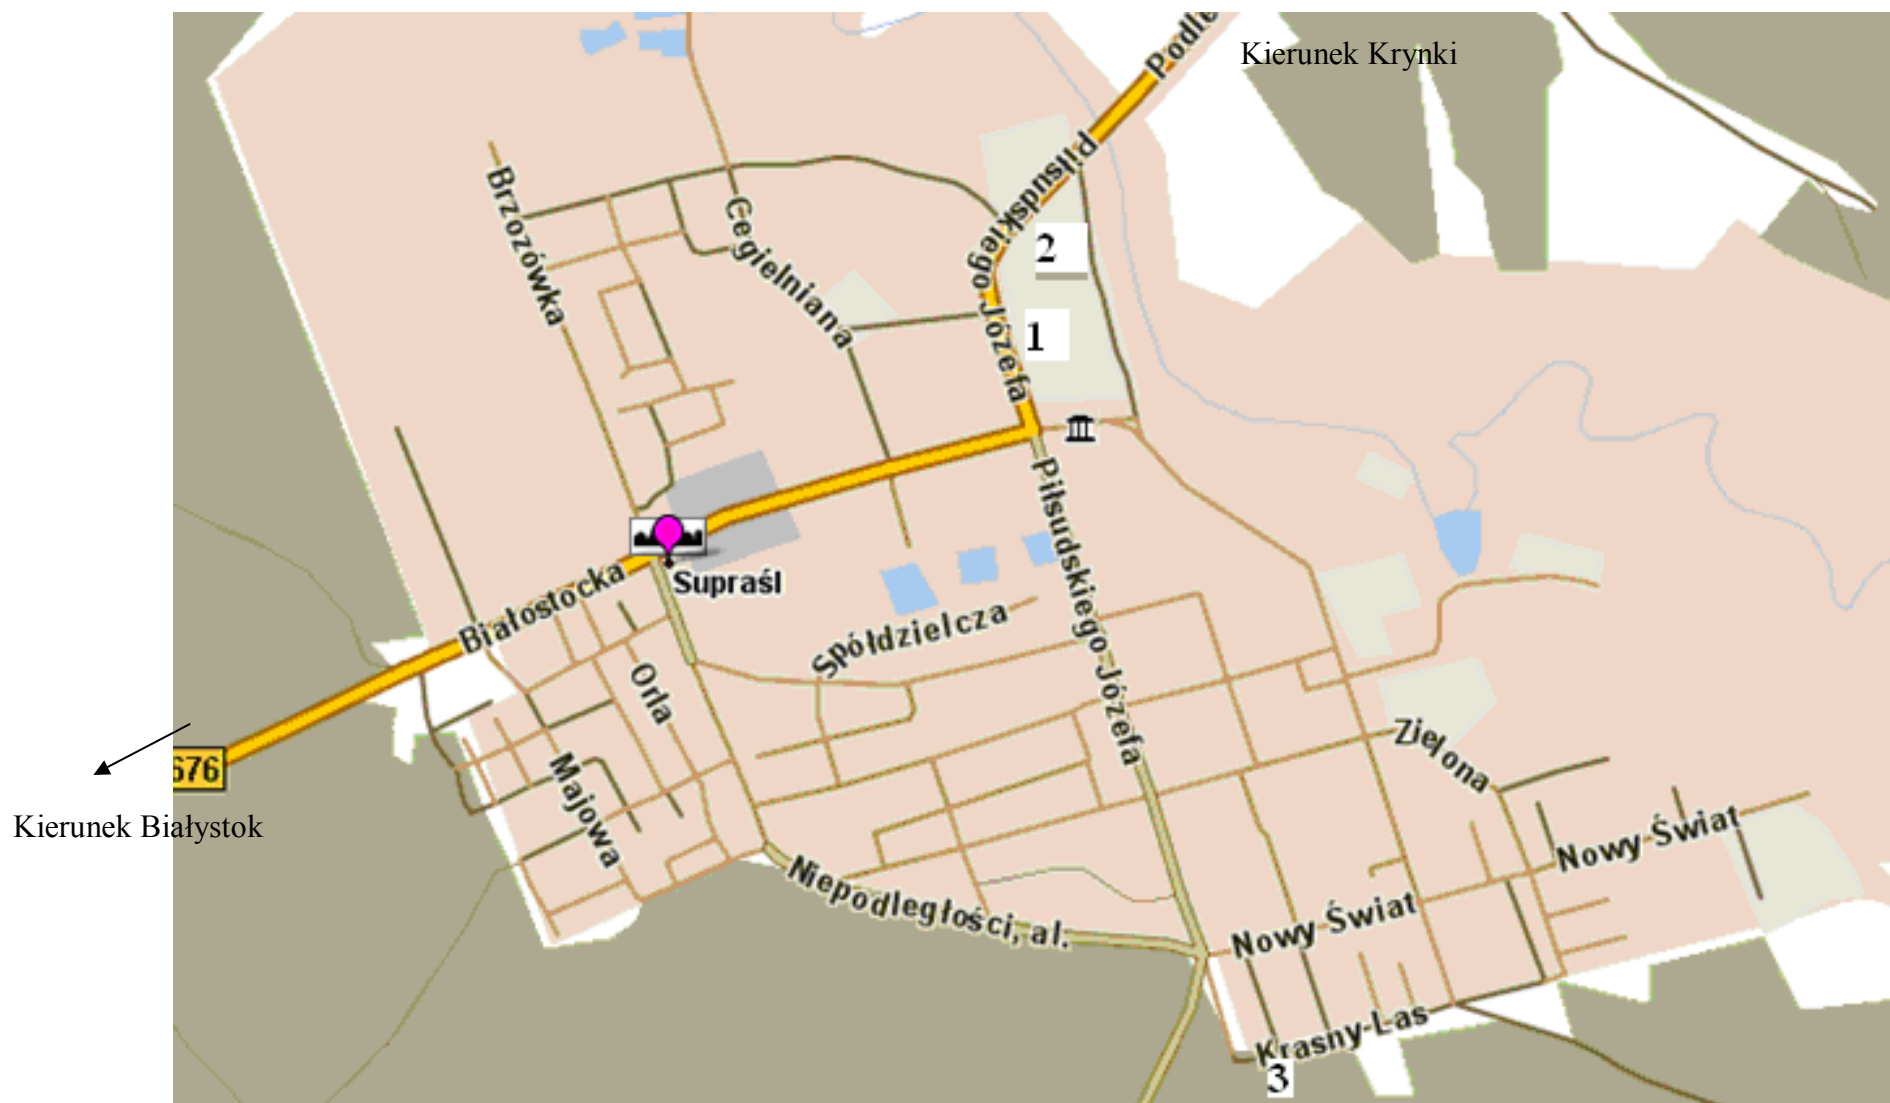 Kierunek Krynki
Podle
Piłsudskiego Józefa
Brzozówka
Cegielniana
2
1
Białostocka
Supraśl
Spółdzielcza
Piłsudskiego Józefa
Orla
676
Kierunek Białystok
Majowa
Zielona
Nowy Świat
Niepodległości, al.
Nowy Świat
Krasny Las
3